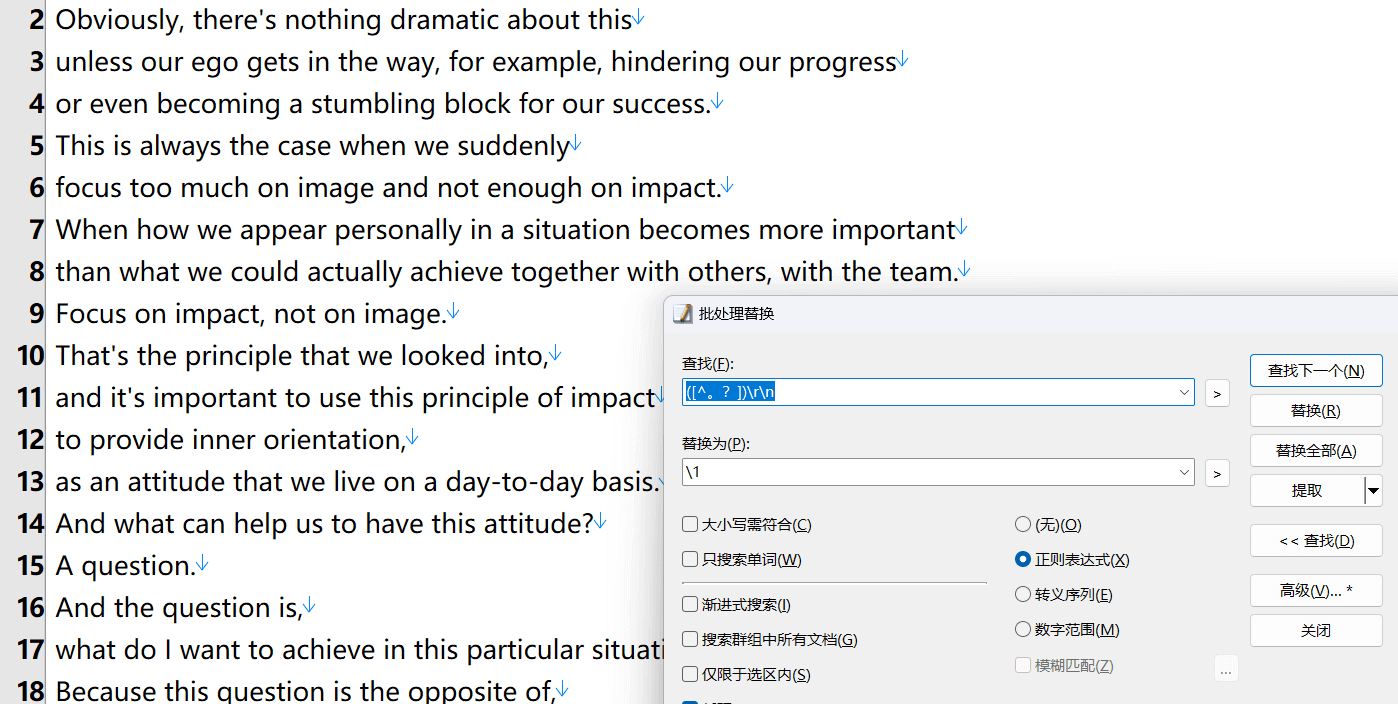 2 Obviously, there's nothing dramatic about this↓
3 unless our ego gets in the way, for example, hindering our progress↓
4 or even becoming a stumbling block for our success.↓
5 This is always the case when we suddenly↓
6 focus too much on image and not enough on impact.↓
7 When how we appear personally in a situation becomes more important↓
8 than what we could actually achieve together with others, with the team.↓
9 Focus on impact, not on image.↓
10 That's the principle that we looked into,↓
11 and it's important to use this principle of impact↓
12 to provide inner orientation,↓
13 as an attitude that we live on a day-to-day basis.↓
14 And what can help us to have this attitude?↓
15 A question.↓
16 And the question is,↓
17 what do I want to achieve in this particular situati
18 Because this question is the opposite of,↓
批处理替换
查找(F):
([^。？])\r\n
>
查找下一个(N)
替换(R)
替换为(P):
\1
>
替换全部(A)
提取
<< 查找(D)
高级(V)... *
关闭
大小写需符合(C)
只搜索单词(W)
渐进式搜索(I)
搜索群组中所有文档(G)
仅限于选区内(S)
(无)(O)
正则表达式(X)
转义序列(E)
数字范围(M)
模糊匹配(Z)
...